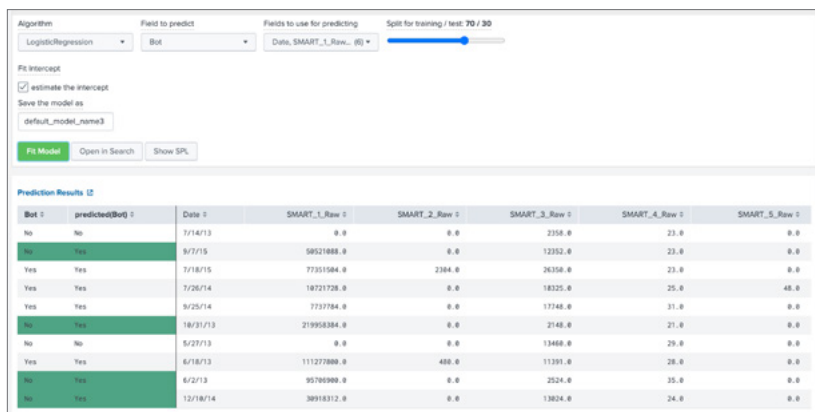 Algorithm Field to predict Fields to use for predicting Split for training / test: 70 / 30
LogisticRegression Bot Date, SMART_1_Raw... (6)
Fit Intercept
estimate the intercept
Save the model as
default_model_name3
Fit Model Open in Search Show SPL
Prediction Results
Bot predicted(Bot) Date SMART_1_Raw SMART_2_Raw SMART_3_Raw SMART_4_Raw SMART_5_Raw
No No 7/14/13 0.0 0.0 2358.0 23.0 0.0
No Yes 9/7/15 50521088.0 0.0 12352.0 23.0 0.0
Yes Yes 7/18/15 77351504.0 2304.0 26350.0 23.0 0.0
Yes Yes 7/26/14 10721728.0 0.0 18325.0 25.0 48.0
Yes Yes 9/25/14 7737784.0 0.0 17748.0 31.0 0.0
No Yes 10/31/13 219958384.0 0.0 2148.0 21.0 0.0
No No 5/27/13 0.0 0.0 13460.0 29.0 0.0
Yes Yes 6/18/13 111277800.0 480.0 11391.0 28.0 0.0
No Yes 6/2/13 95706900.0 0.0 2524.0 35.0 0.0
No Yes 12/10/14 30918312.0 0.0 13024.0 24.0 0.0